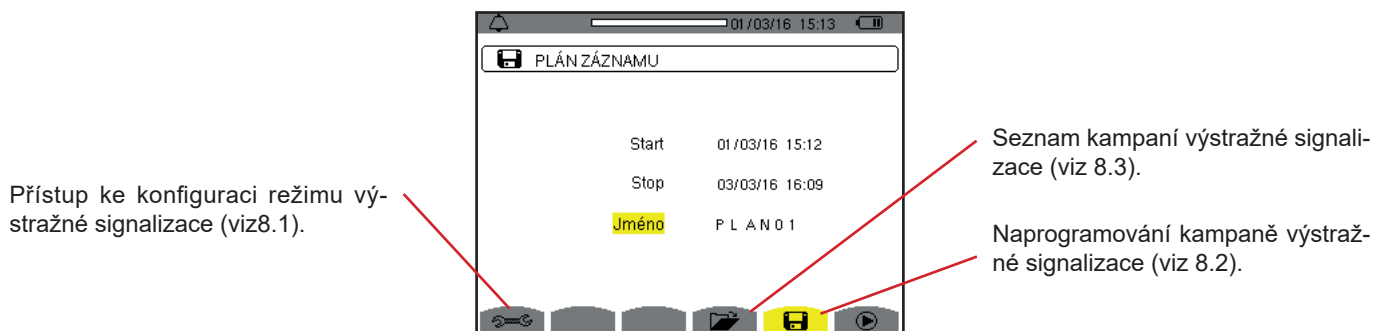 01/03/16 15:13
PLÁN ZÁZNAMU
Start 01/03/16 15:12
Stop 03/03/16 16:09
Jméno PLAN01
Přístup ke konfiguraci režimu vý-
stražné signalizace (viz8.1).
Seznam kampaní výstražné signali-
zace (viz 8.3).
Naprogramování kampaně výstraž-
né signalizace (viz 8.2).